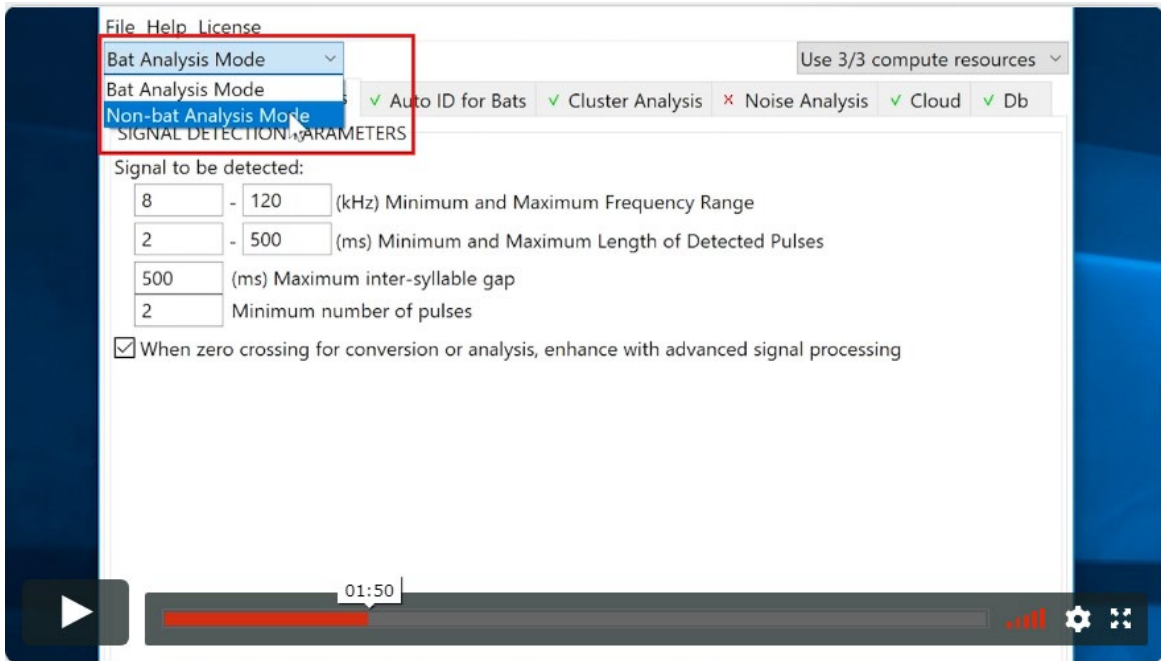 File Help License
Bat Analysis Mode
Use 3/3 compute resources
Bat Analysis Mode
Non-bat Analysis Mode
Auto ID for Bats Cluster Analysis Noise Analysis Cloud Db
SIGNAL DETECTION PARAMETERS
Signal to be detected:
8 - 120 (kHz) Minimum and Maximum Frequency Range
2 - 500 (ms) Minimum and Maximum Length of Detected Pulses
500 (ms) Maximum inter-syllable gap
2 Minimum number of pulses
When zero crossing for conversion or analysis, enhance with advanced signal processing
01:50